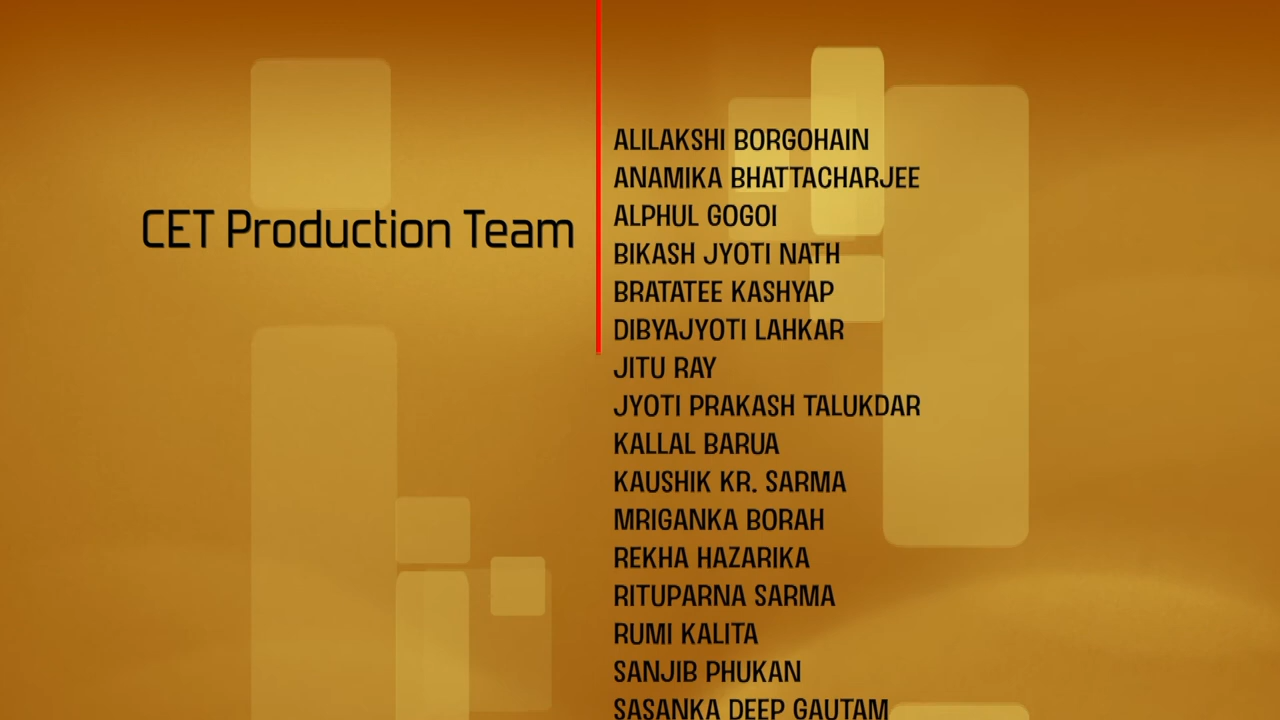 CET Production Team
ALILAKSHI BORGOHAIN
ANAMIKA BHATTACHARJEE
ALPHUL GOGOI
BIKASH JYOTI NATH
BRATATEE KASHYAP
DIBYAJYOTI LAHKAR
JITU RAY
JYOTI PRAKASH TALUKDAR
KALLAL BARUA
KAUSHIK KR. SARMA
MRIGANKA BORAH
REKHA HAZARIKA
RITUPARNA SARMA
RUMI KALITA
SANJIB PHUKAN
SASANKA DEEP GAUTAM